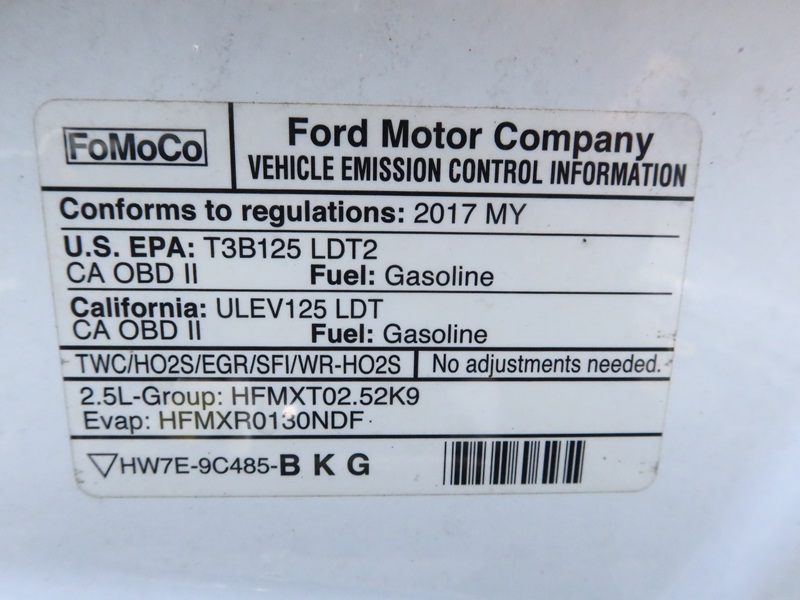 FoMoCo
Ford Motor Company
VEHICLE EMISSION CONTROL INFORMATION
Conforms to regulations: 2017 MY
U.S. EPA: T3B125 LDT2
CA OBD II Fuel: Gasoline
California: ULEV125 LDT
CA OBD II Fuel: Gasoline
TWC/HO2S/EGR/SFI/WR-HO2S No adjustments needed.
2.5L-Group: HFMXT02.52K9
Evap: HFMXR0130NDF
HW7E-9C485-B K G